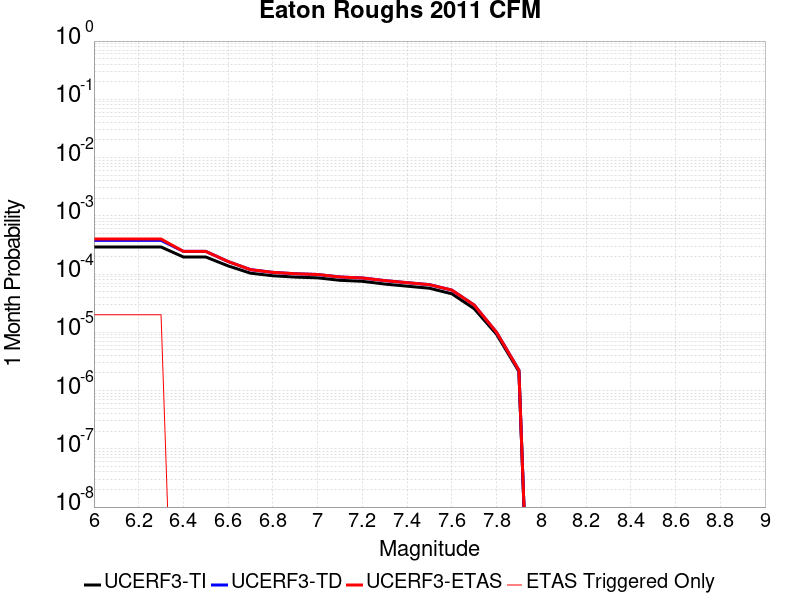 Eaton Roughs 2011 CFM
10^0
10^-1
10^-2
10^-3
10^-4
10^-5
10^-6
10^-7
10^-8
1 Month Probability
6 6.2 6.4 6.6 6.8 7 7.2 7.4 7.6 7.8 8 8.2 8.4 8.6 8.8 9
Magnitude
UCERF3-TI UCERF3-TD UCERF3-ETAS ETAS Triggered Only